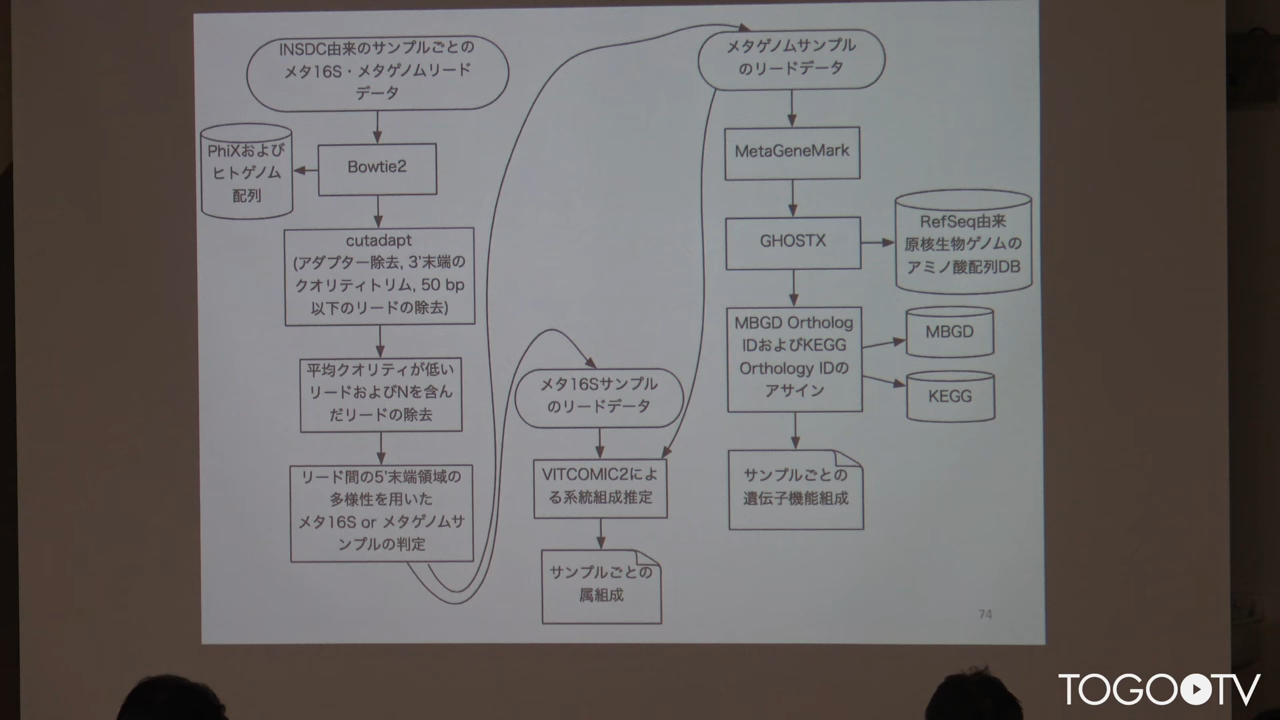 INSDC由来のサンプルごとの
メタ16S・メタゲノムリード
データ
PhiXおよび
ヒトゲノム
配列
Bowtie2
cutadapt
(アダプター除去, 3'末端の
クオリティトリム, 50 bp
以下のリードの除去)
平均クオリティが低い
リードおよびNを含ん
だリードの除去
リード間の5'末端領域の
多様性を用いた
メタ16S or メタゲノムサ
ンプルの判定
メタ16Sサンプル
のリードデータ
VITCOMIC2によ
る系統組成推定
サンプルごとの
属組成
メタゲノムサンプル
のリードデータ
MetaGeneMark
GHOSTX
RefSeq由来
原核生物ゲノムの
アミノ酸配列DB
MBGD Ortholog
IDおよびKEGG
Orthology IDの
アサイン
MBGD
KEGG
サンプルごとの
遺伝子機能組成
74
TOGO TV